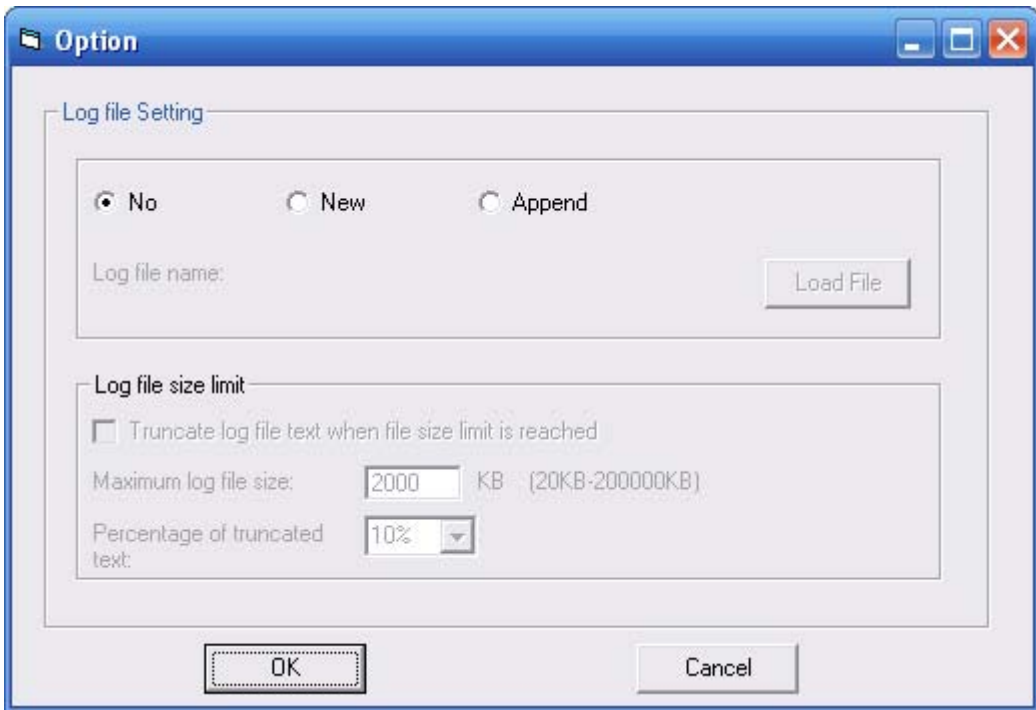 Option
Log file Setting
No New Append
Log file name: Load File
Log file size limit
Truncate log file text when file size limit is reached
Maximum log file size: 2000 KB (20KB-200000KB)
Percentage of truncated 10%
text:
OK Cancel